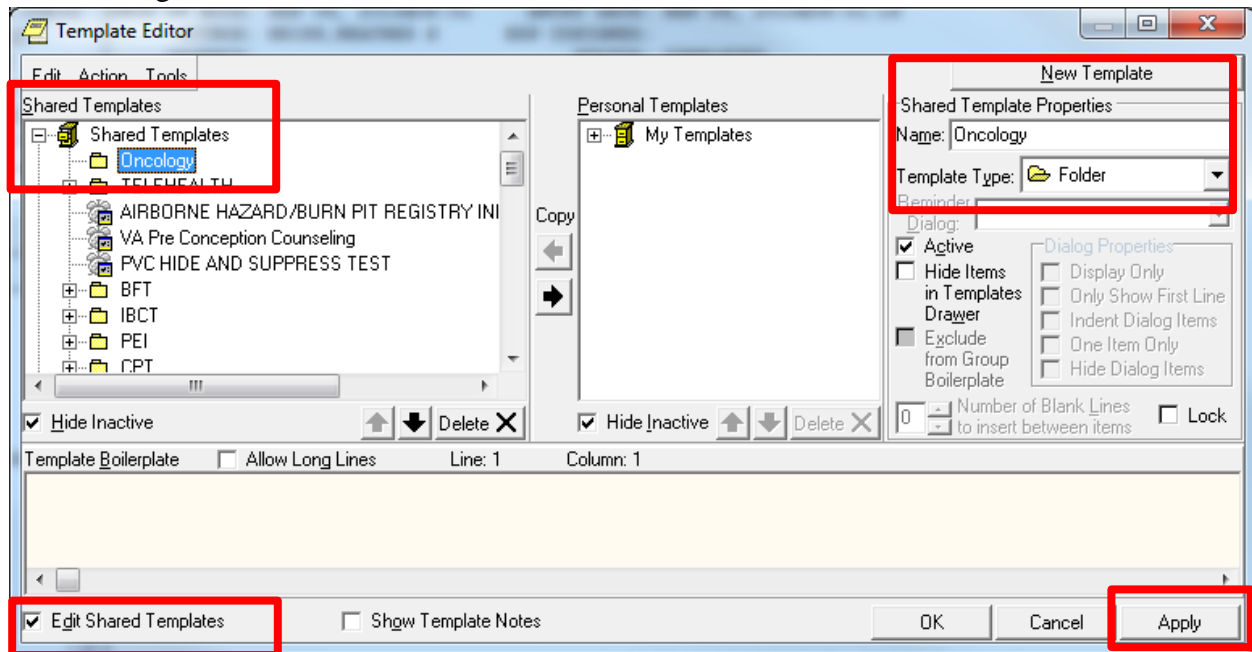 Template Editor
Edit Action Tools
New Template
Shared Templates
Personal Templates
Shared Template Properties
Shared Templates
My Templates
Name: Oncology
Oncology
Template Type: Folder
TELEHEALTH
Reminder
Dialog:
AIRBORNE HAZARD/BURN PIT REGISTRY INI
Copy
VA Pre Conception Counseling
Active
Dialog Properties
PVC HIDE AND SUPPRESS TEST
Hide Items
in Templates
Drawer
Display Only
BFT
Only Show First Line
IBCT
Indent Dialog Items
PEI
Exclude
from Group
Boilerplate
One Item Only
CPT
Hide Dialog Items
Hide Inactive
Delete
Hide Inactive
Delete
0 Number of Blank Lines
to insert between items
Lock
Template Boilerplate Allow Long Lines Line: 1 Column: 1
Edit Shared Templates Show Template Notes OK Cancel Apply